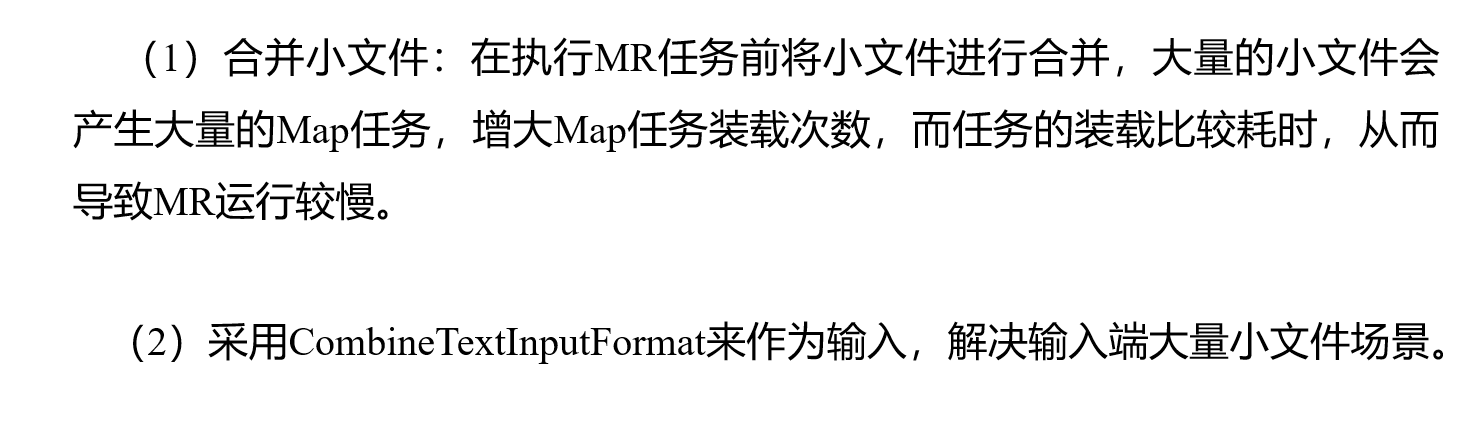 （1）合并小文件：在执行MR任务前将小文件进行合并，大量的小文件会
产生大量的Map任务，增大Map任务装载次数，而任务的装载比较耗时，从而
导致MR运行较慢。
（2）采用CombineTextInputFormat来作为输入，解决输入端大量小文件场景。